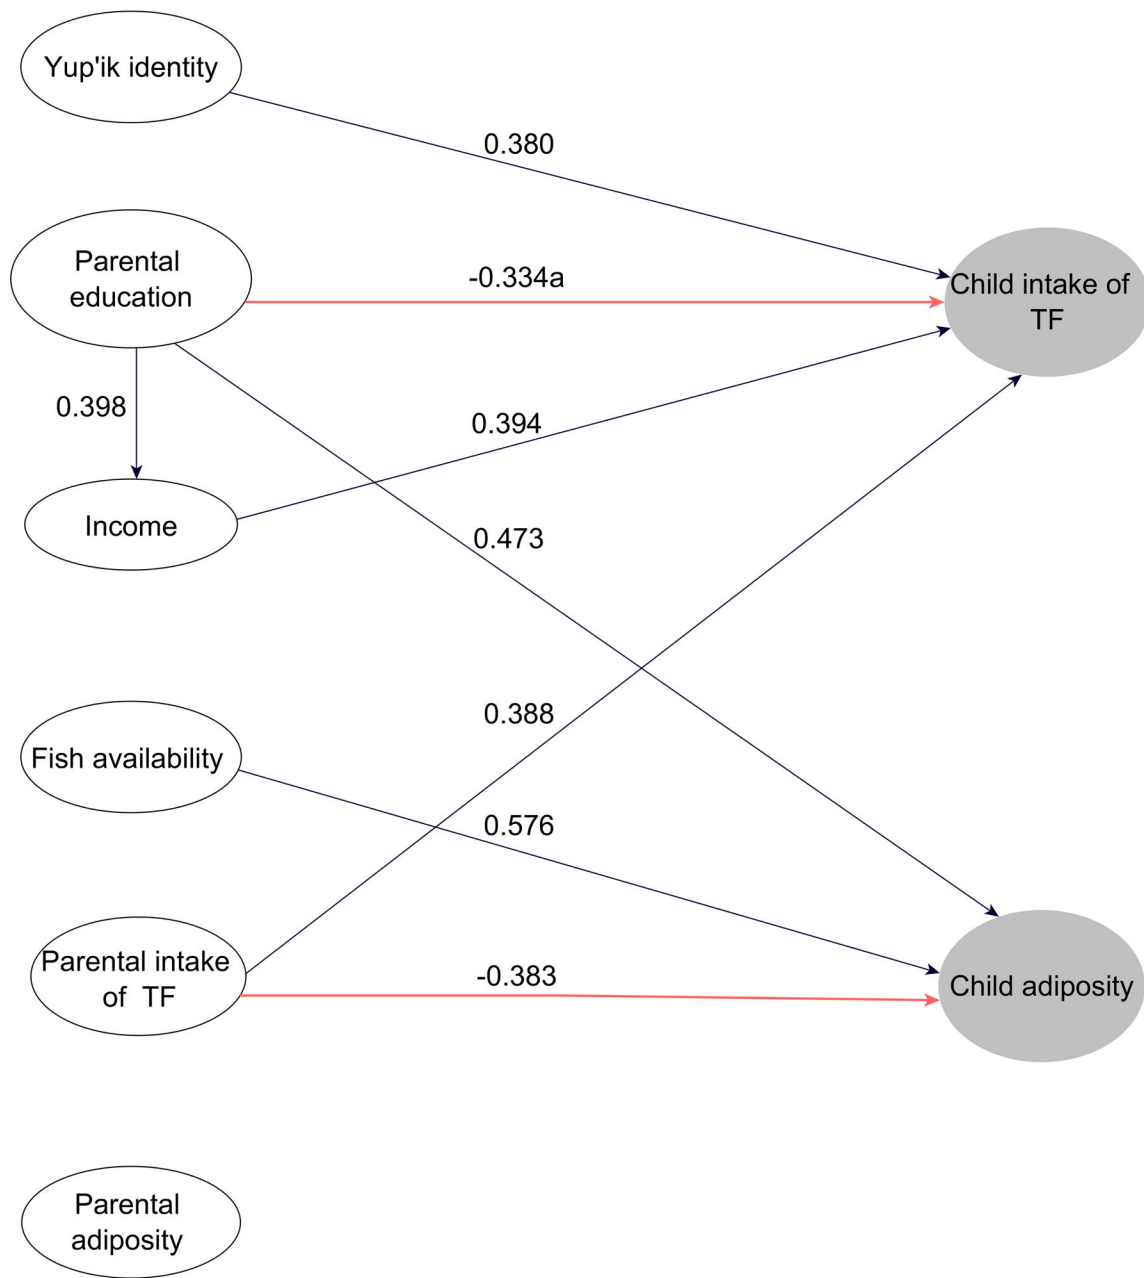 Yup'ik identity
0.380
Parental
education
-0.334a
Child intake of
TF
0.398
0.394
Income
0.473
0.388
Fish availability
0.576
Parental intake
of TF
-0.383
Child adiposity
Parental
adiposity